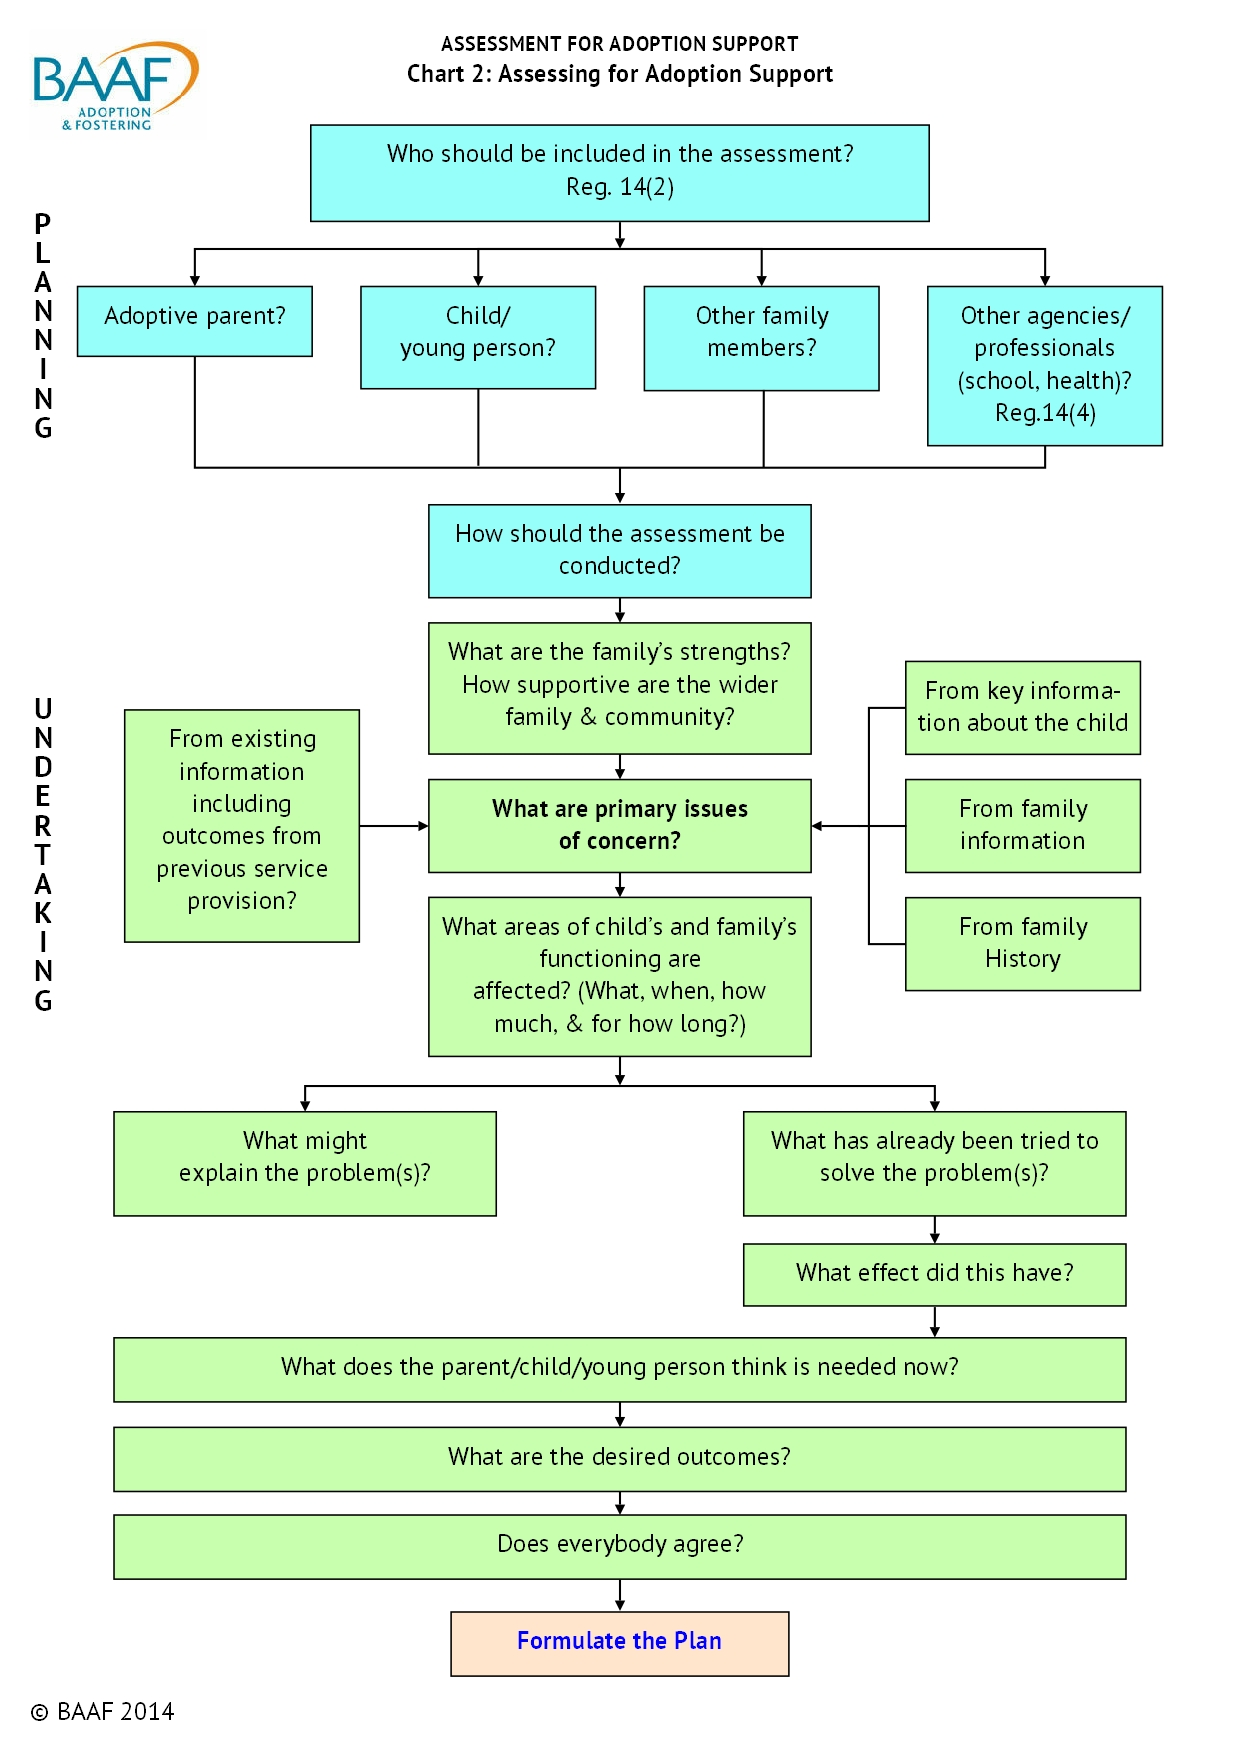 BAAF
ADOPTION
& FOSTERING
ASSESSMENT FOR ADOPTION SUPPORT
Chart 2: Assessing for Adoption Support
PLANNING
Who should be included in the assessment?
Reg. 14(2)
Adoptive parent?
Child/
young person?
Other family
members?
Other agencies/
professionals
(school, health)?
Reg.14(4)
How should the assessment be
conducted?
UNDERTAKING
What are the family’s strengths?
How supportive are the wider
family & community?
From existing
information
including
outcomes from
previous service
provision?
What are primary issues
of concern?
From key informa-
tion about the child
From family
information
From family
History
What areas of child’s and family’s
functioning are
affected? (What, when, how
much, & for how long?)
What might
explain the problem(s)?
What has already been tried to
solve the problem(s)?
What effect did this have?
What does the parent/child/young person think is needed now?
What are the desired outcomes?
Does everybody agree?
Formulate the Plan
© BAAF 2014